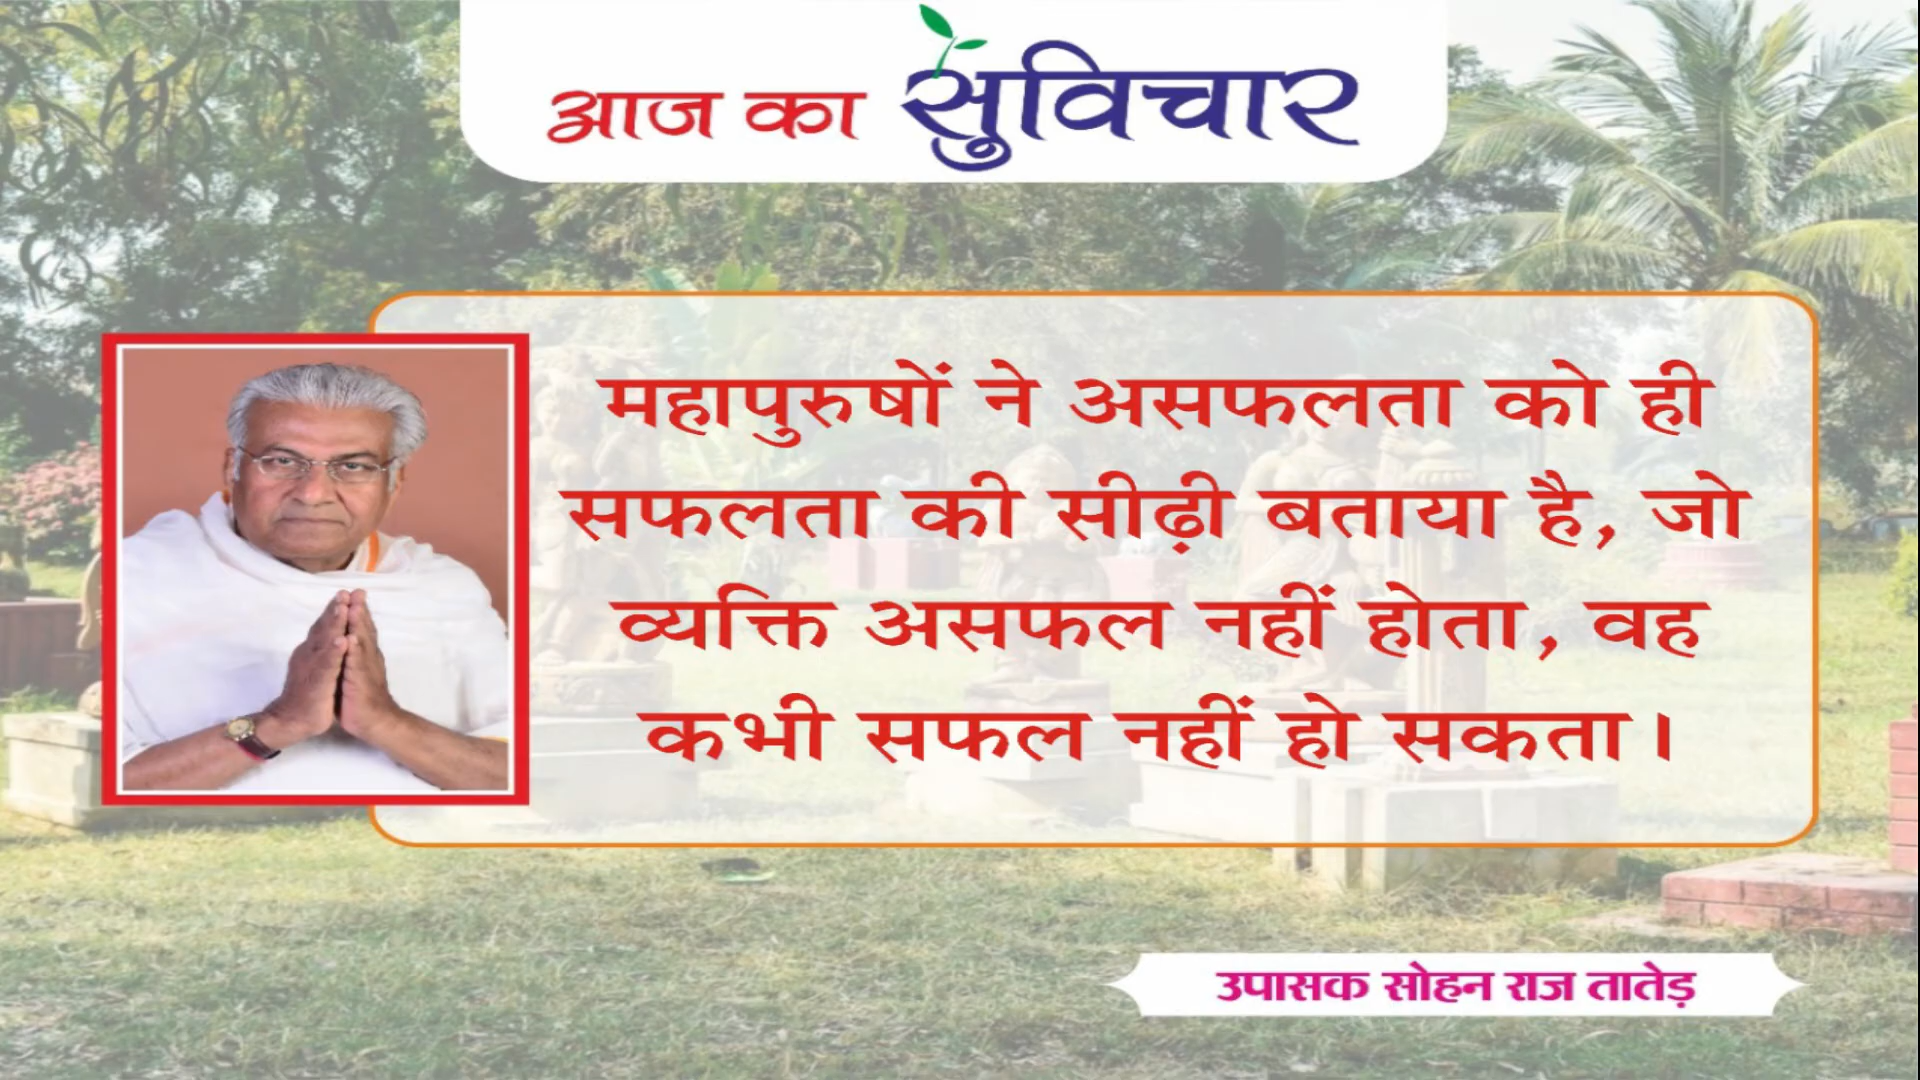 आज का सुविचार
महापुरुषों ने असफलता को ही
सफलता की सीढ़ी बताया है, जो
व्यक्ति असफल नहीं होता, वह
कभी सफल नहीं हो सकता।
उपासक सोहन राज तातेड़